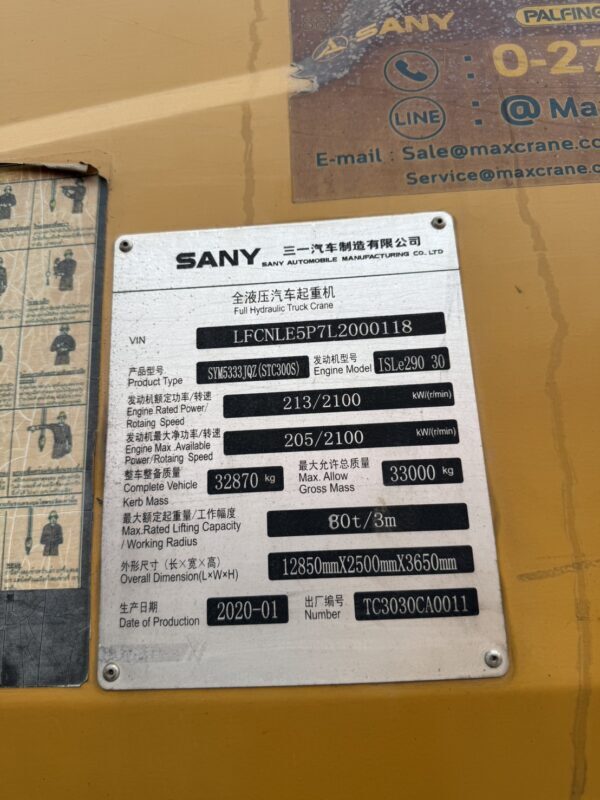 SANY
PALFING
: 0-27
LINE : @ Ma
E-mail : Sale@maxcrane.co
Service@maxcrane.c
SANY 三一汽车制造有限公司
SANY AUTOMOBILE MANUFACTURING CO., LTD
全液压汽车起重机
Full Hydraulic Truck Crane
VIN LFCNLE5P7L2000118
产品型号 Product Type SYM5333JQZ(STC300S) 发动机型号 Engine Model ISLe290 30
发动机额定功率/转速
Engine Rated Power/ 213/2100 kW/(r/min)
Rotaing Speed
发动机最大净功率/转速
Engine Max .Available 205/2100 kW/(r/min)
Power/Rotaing Speed
整车整备质量 最大允许总质量
Complete Vehicle 32870 kg Max. Allow 33000 kg
Kerb Mass Gross Mass
最大额定起重量/工作幅度
Max.Rated Lifting Capacity t/3m
/ Working Radius
外形尺寸（长×宽×高）
Overall Dimension(L×W×H) 12850mmX2500mmX3650mm
生产日期 出厂编号
Date of Production 2020-01 Number TC3030CA0011